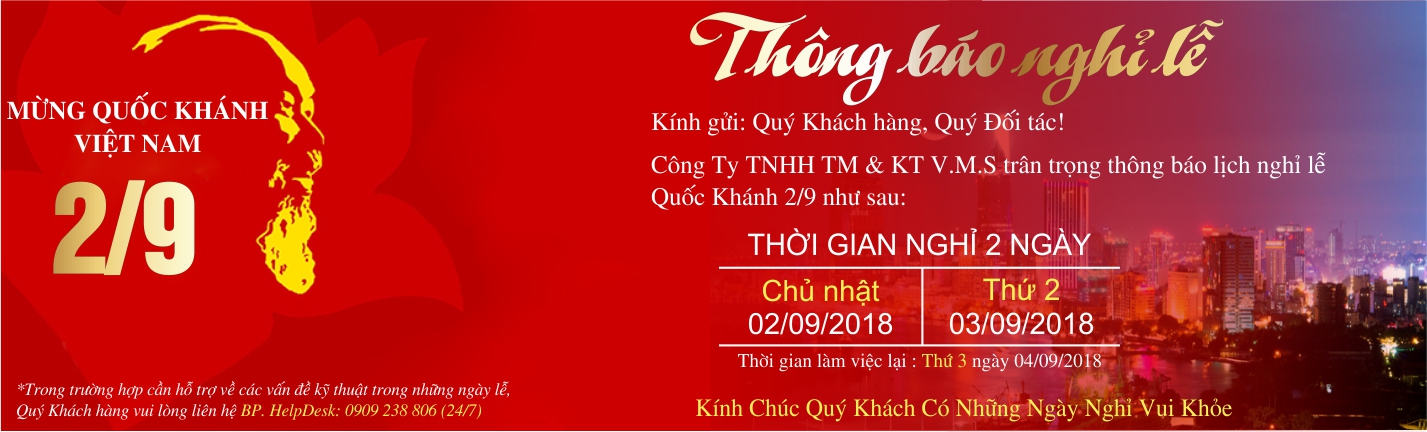 MỪNG QUỐC KHÁNH
VIỆT NAM
2/9
*Trong trường hợp cần hỗ trợ về các vấn đề kỹ thuật trong những ngày lễ,
Quý Khách hàng vui lòng liên hệ BP. HelpDesk: 0909 238 806 (24/7)
Thông báo nghỉ lễ
Kính gửi: Quý Khách hàng, Quý Đối tác!
Công Ty TNHH TM & KT V.M.S trân trọng thông báo lịch nghỉ lễ
Quốc Khánh 2/9 như sau:
THỜI GIAN NGHỈ 2 NGÀY
Chủ nhật Thứ 2
02/09/2018 03/09/2018
Thời gian làm việc lại : Thứ 3 ngày 04/09/2018
Kính Chúc Quý Khách Có Những Ngày Nghỉ Vui Khỏe